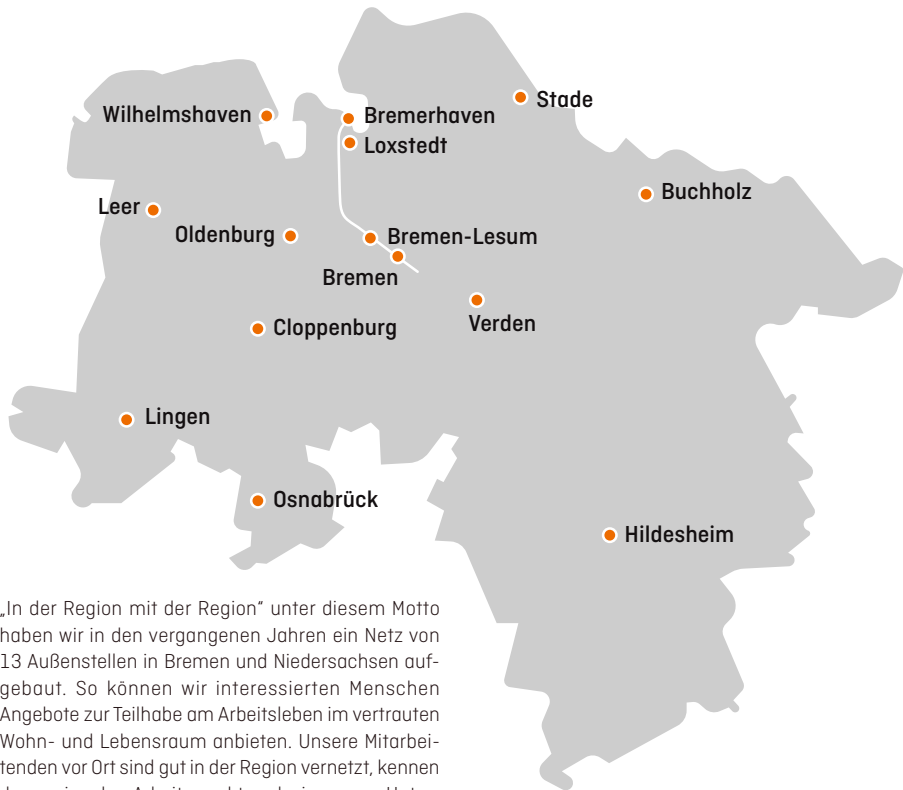 Stade
Wilhelmshaven
Bremerhaven
Loxstedt
Buchholz
Leer
Oldenburg
Bremen-Lesum
Bremen
Verden
Cloppenburg
Lingen
Osnabrück
Hildesheim
„In der Region mit der Region“ unter diesem Motto
haben wir in den vergangenen Jahren ein Netz von
13 Außenstellen in Bremen und Niedersachsen auf-
gebaut. So können wir interessierten Menschen
Angebote zur Teilhabe am Arbeitsleben im vertrauten
Wohn- und Lebensraum anbieten. Unsere Mitarbei-
tenden vor Ort sind gut in der Region vernetzt, kennen